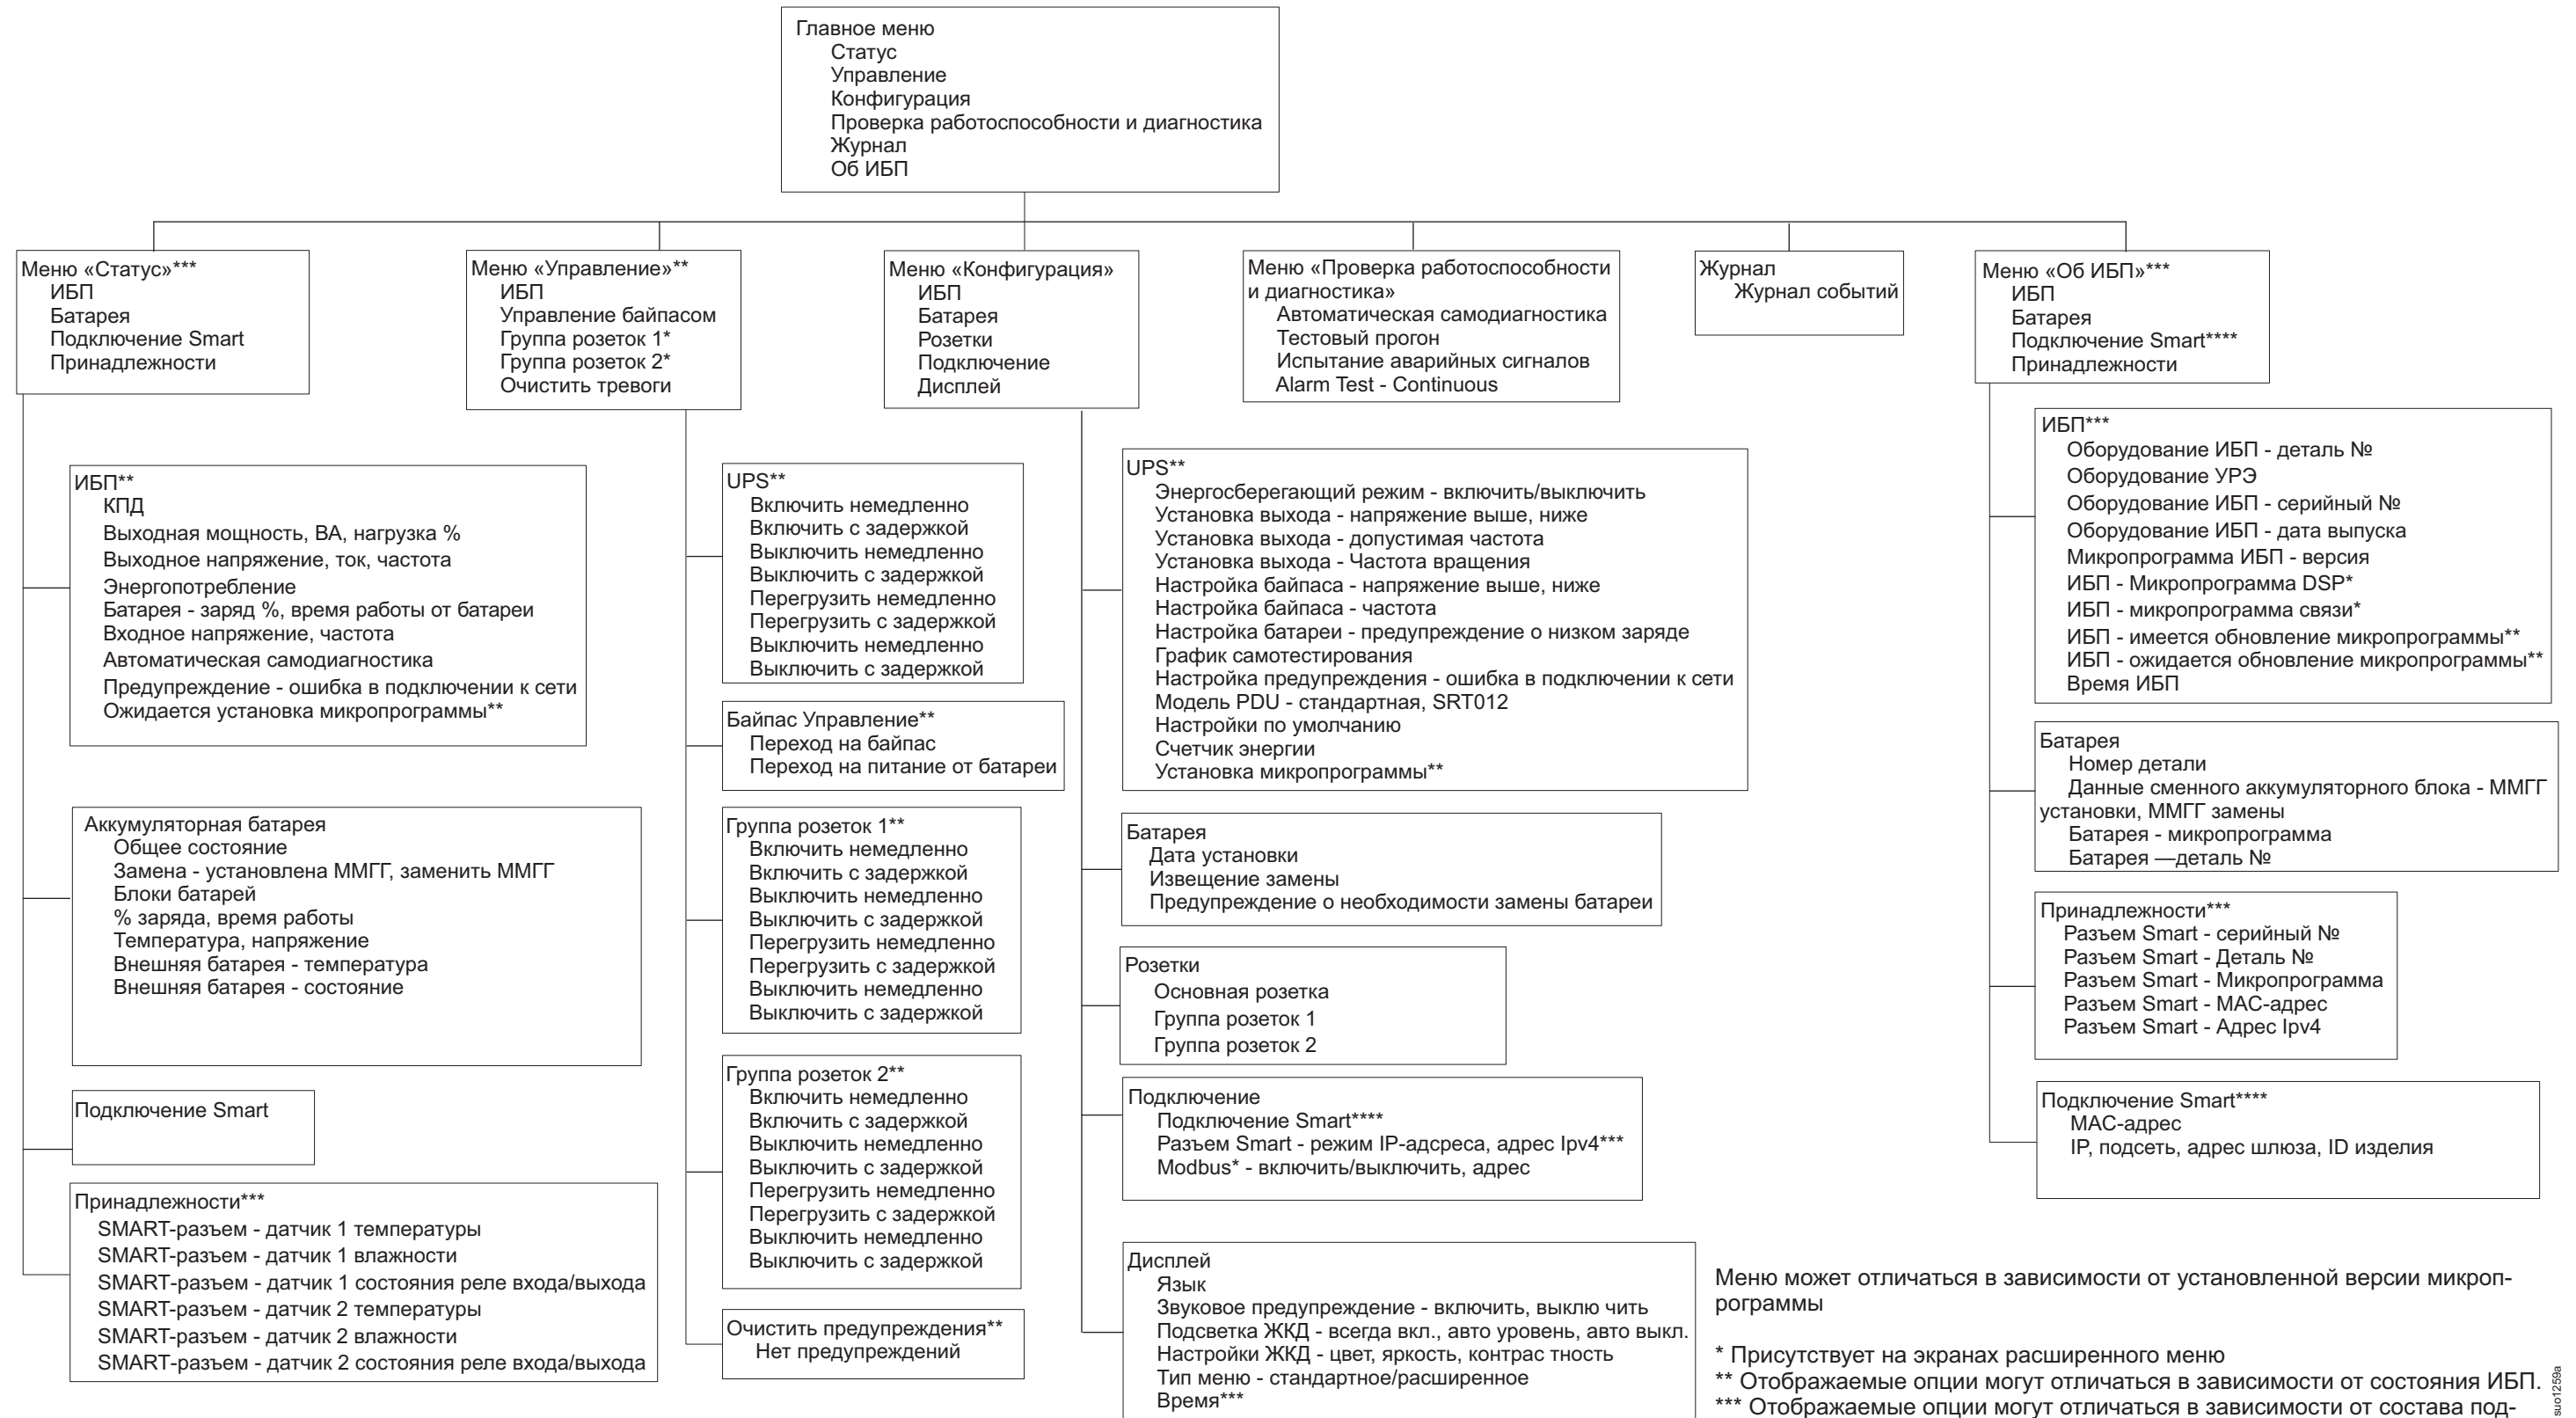 Главное меню
Статус
Управление
Конфигурация
Проверка работоспособности и диагностика
Журнал
Об ИБП
Меню «Статус»***
ИБП
Батарея
Подключение Smart
Принадлежности
Меню «Управление»**
ИБП
Управление байпасом
Группа розеток 1*
Группа розеток 2*
Очистить тревоги
Меню «Конфигурация»
ИБП
Батарея
Розетки
Подключение
Дисплей
Меню «Проверка работоспособности
и диагностика»
Автоматическая самодиагностика
Тестовый прогон
Испытание аварийных сигналов
Alarm Test - Continuous
Журнал
Журнал событий
Меню «Об ИБП»***
ИБП
Батарея
Подключение Smart****
Принадлежности
ИБП**
КПД
Выходная мощность, ВА, нагрузка %
Выходное напряжение, ток, частота
Энергопотребление
Батарея - заряд %, время работы от батареи
Входное напряжение, частота
Автоматическая самодиагностика
Предупреждение - ошибка в подключении к сети
Ожидается установка микропрограммы**
Аккумуляторная батарея
Общее состояние
Замена - установлена ММГГ, заменить ММГГ
Блоки батарей
% заряда, время работы
Температура, напряжение
Внешняя батарея - температура
Внешняя батарея - состояние
Подключение Smart
Принадлежности***
SMART-разъем - датчик 1 температуры
SMART-разъем - датчик 1 влажности
SMART-разъем - датчик 1 состояния реле входа/выхода
SMART-разъем - датчик 2 температуры
SMART-разъем - датчик 2 влажности
SMART-разъем - датчик 2 состояния реле входа/выхода
UPS**
Включить немедленно
Включить с задержкой
Выключить немедленно
Выключить с задержкой
Перегрузить немедленно
Перегрузить с задержкой
Выключить немедленно
Выключить с задержкой
Байпас Управление**
Переход на байпас
Переход на питание от батареи
Группа розеток 1**
Включить немедленно
Включить с задержкой
Выключить немедленно
Выключить с задержкой
Перегрузить немедленно
Перегрузить с задержкой
Выключить немедленно
Выключить с задержкой
Группа розеток 2**
Включить немедленно
Включить с задержкой
Выключить немедленно
Выключить с задержкой
Перегрузить немедленно
Перегрузить с задержкой
Выключить немедленно
Выключить с задержкой
Очистить предупреждения**
Нет предупреждений
UPS**
Энергосберегающий режим - включить/выключить
Установка выхода - напряжение выше, ниже
Установка выхода - допустимая частота
Установка выхода - Частота вращения
Настройка байпаса - напряжение выше, ниже
Настройка байпаса - частота
Настройка батареи - предупреждение о низком заряде
График самотестирования
Настройка предупреждения - ошибка в подключении к сети
Модель PDU - стандартная, SRT012
Настройки по умолчанию
Счетчик энергии
Установка микропрограммы**
Батарея
Дата установки
Извещение замены
Предупреждение о необходимости замены батареи
Розетки
Основная розетка
Группа розеток 1
Группа розеток 2
Подключение
Подключение Smart****
Разъем Smart - режим IP-адсреса, адрес Ipv4***
Modbus* - включить/выключить, адрес
Дисплей
Язык
Звуковое предупреждение - включить, выклю чить
Подсветка ЖКД - всегда вкл., авто уровень, авто выкл.
Настройки ЖКД - цвет, яркость, контрас тность
Тип меню - стандартное/расширенное
Время***
ИБП***
Оборудование ИБП - деталь №
Оборудование УРЭ
Оборудование ИБП - серийный №
Оборудование ИБП - дата выпуска
Микропрограмма ИБП - версия
ИБП - Микропрограмма DSP*
ИБП - микропрограмма связи*
ИБП - имеется обновление микропрограммы**
ИБП - ожидается обновление микропрограммы**
Время ИБП
Батарея
Номер детали
Данные сменного аккумуляторного блока - ММГГ
установки, ММГГ замены
Батарея - микропрограмма
Батарея —деталь №
Принадлежности***
Разъем Smart - серийный №
Разъем Smart - Деталь №
Разъем Smart - Микропрограмма
Разъем Smart - MAC-адрес
Разъем Smart - Адрес Ipv4
Подключение Smart****
MAC-адрес
IP, подсеть, адрес шлюза, ID изделия
Меню может отличаться в зависимости от установленной версии микроп-
рограммы
* Присутствует на экранах расширенного меню
** Отображаемые опции могут отличаться в зависимости от состояния ИБП.
*** Отображаемые опции могут отличаться в зависимости от состава под-
suo1259a